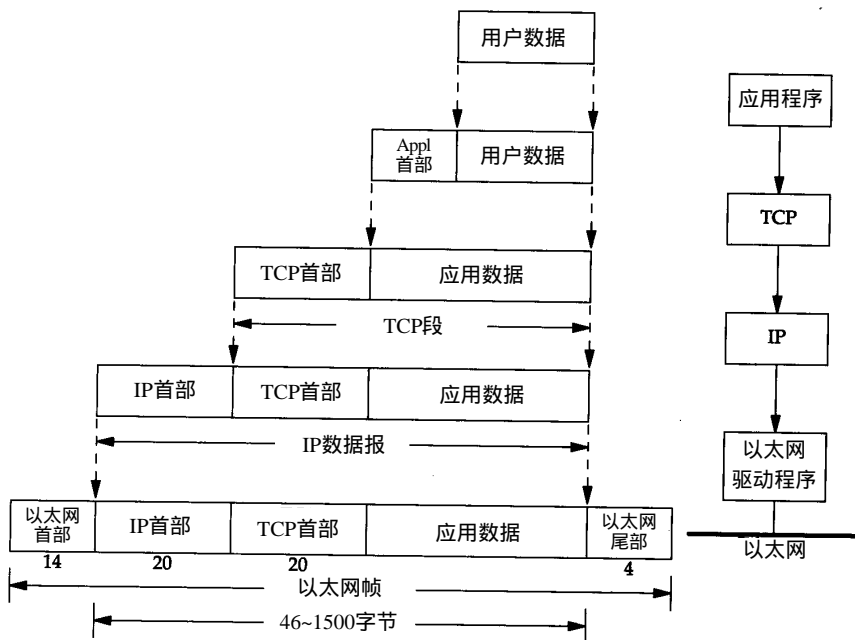 用户数据
应用程序
Appl
首部
用户数据
TCP
TCP首部
应用数据
TCP段
IP
IP首部
TCP首部
应用数据
IP数据报
以太网
驱动程序
以太网
首部
IP首部
TCP首部
应用数据
以太网
尾部
以太网
14
20
20
4
以太网帧
46~1500字节